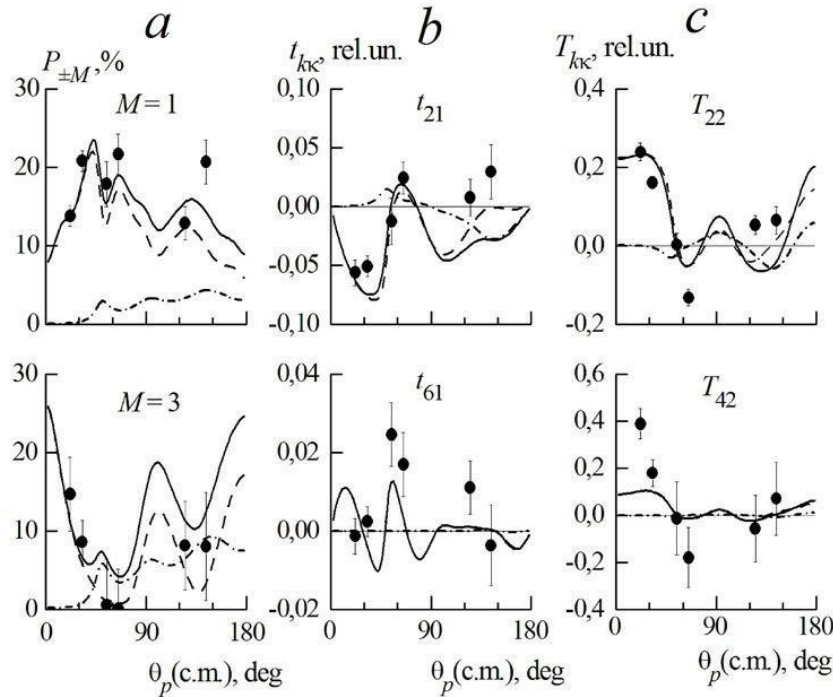 a b c
P±M,% tkκ, rel.un. Tkκ, rel.un.
30 0,10 0,4
M = 1 t21 T22
20 0,05 0,2
0,00
10 -0,05 0,0
0 -0,10 -0,2
30 0,04 0,6
M = 3 t61 T42
20 0,02 0,4
0,2
10 0,00 0,0
-0,2
0 -0,02 -0,4
0 90 180 0 90 180 0 90 180
θp(c.m.), deg θp(c.m.), deg θp(c.m.), deg